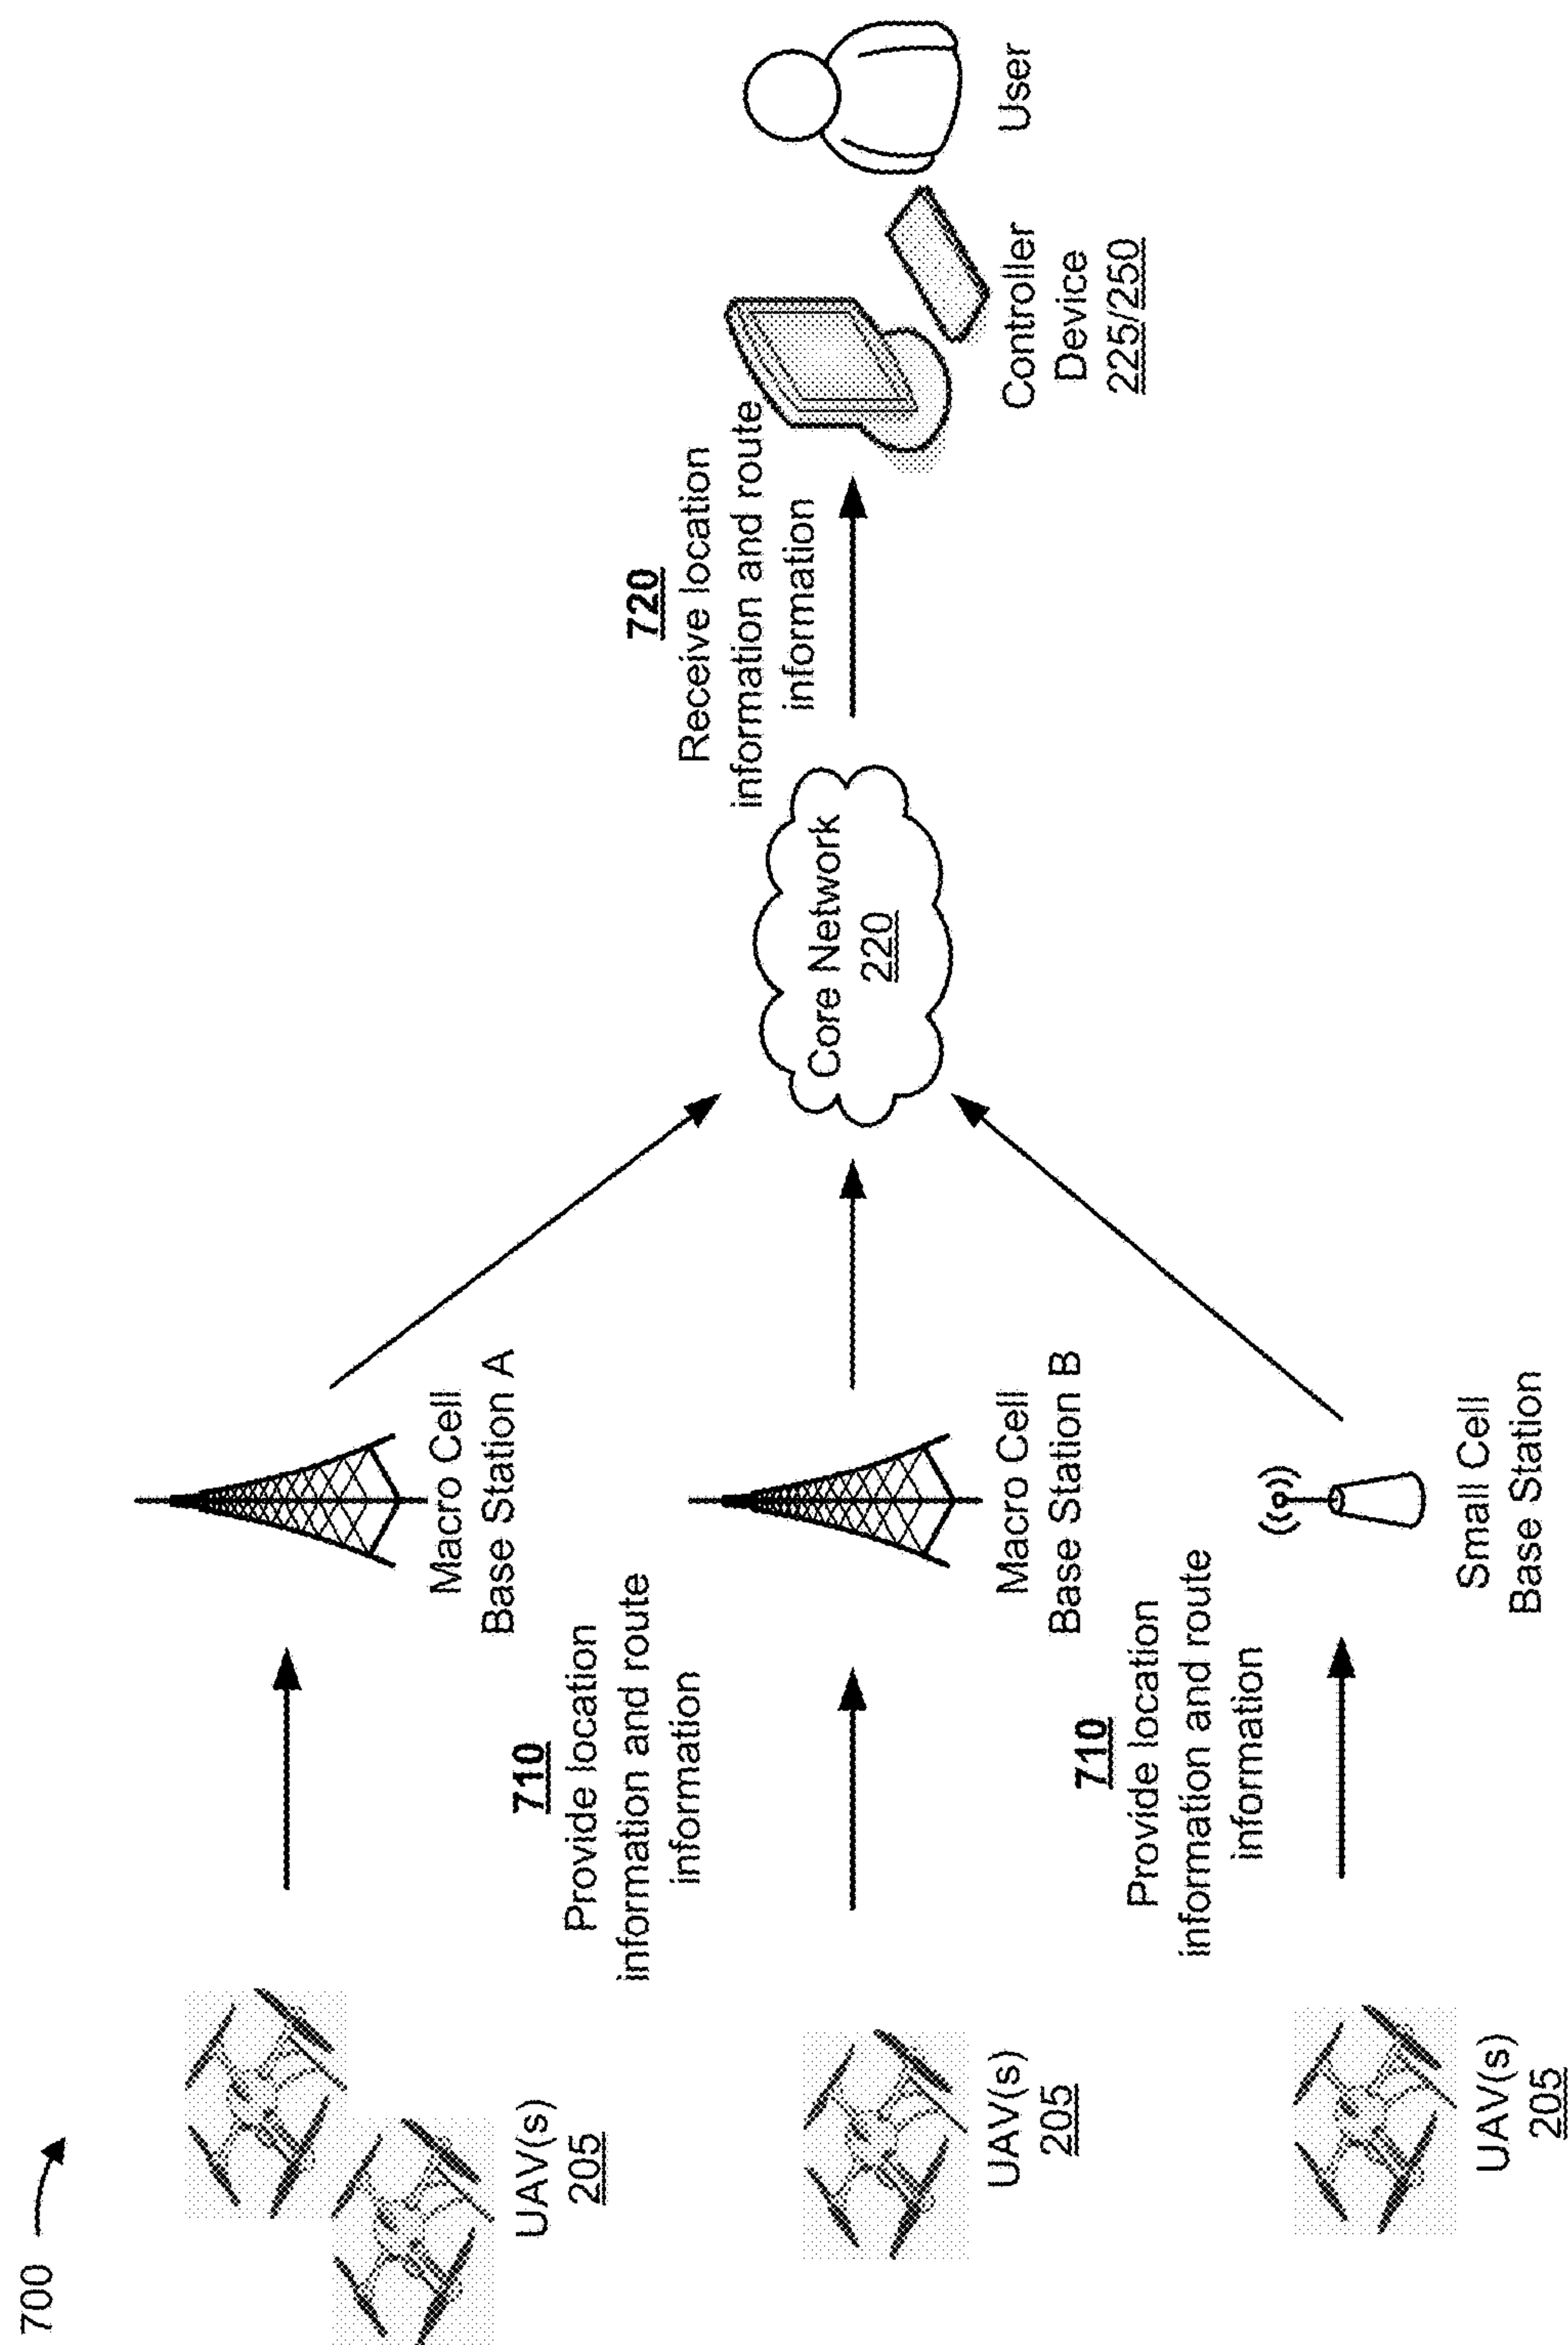 700
UAV(s)
205
710
Provide location
information and route
information
Macro Cell
Base Station A
UAV(s)
205
710
Provide location
information and route
information
Macro Cell
Base Station B
UAV(s)
205
Small Cell
Base Station
Core Network
220
720
Receive location
information and route
information
Controller
Device
225/250
User